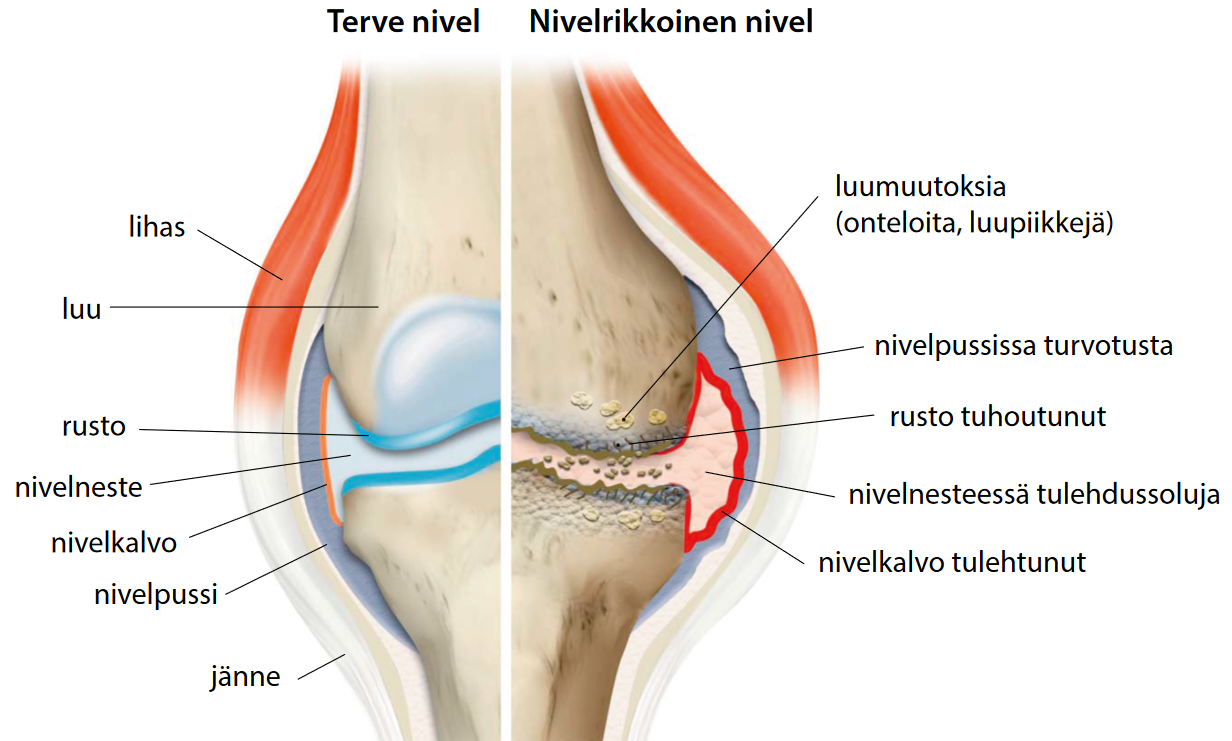 Terve nivel
Nivelrikkoinen nivel
lihas
luu
rusto
nivelneste
nivelkalvo
nivelpussi
jänne
luumuutoksia
(onteloita, luupiikkejä)
nivelpussissa turvotusta
rusto tuhoutunut
nivelnesteessä tulehdussoluja
nivelkalvo tulehtunut